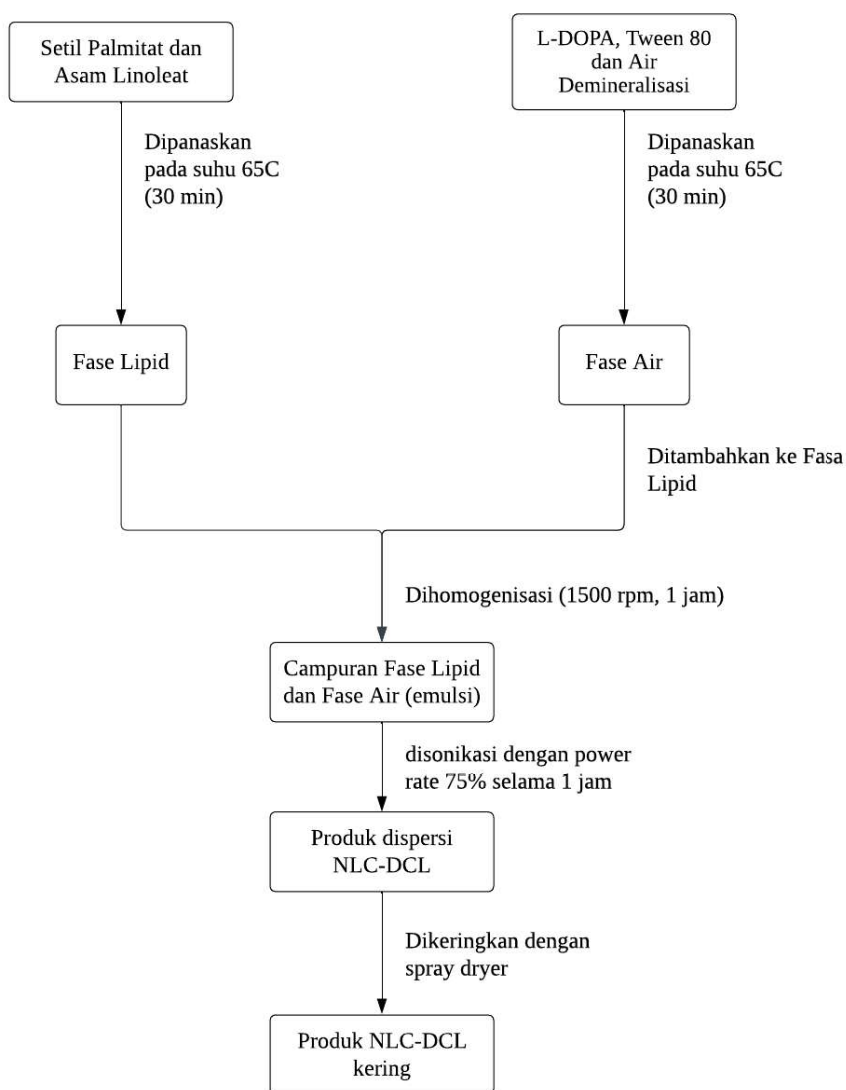 Setil Palmitat dan
Asam Linoleat
L-DOPA, Tween 80
dan Air
Demineralisasi
Dipanaskan
pada suhu 65C
(30 min)
Dipanaskan
pada suhu 65C
(30 min)
Fase Lipid
Fase Air
Ditambahkan ke Fasa
Lipid
Dihomogenisasi (1500 rpm, 1 jam)
Campuran Fase Lipid
dan Fase Air (emulsi)
disonikasi dengan power
rate 75% selama 1 jam
Produk dispersi
NLC-DCL
Dikeringkan dengan
spray dryer
Produk NLC-DCL
kering